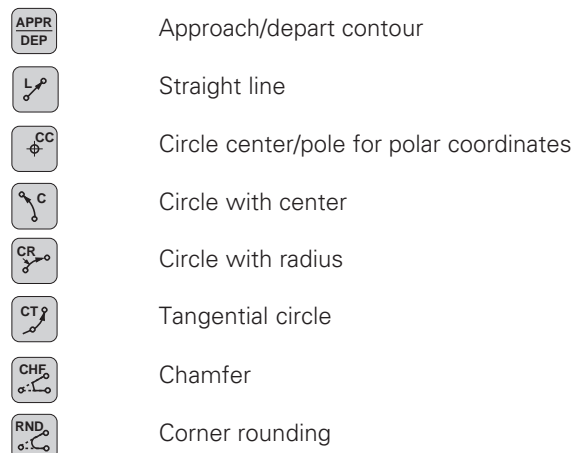 APPR
DEP
Approach/depart contour
L
Straight line
CC
Circle center/pole for polar coordinates
C
Circle with center
CR
Circle with radius
CT
Tangential circle
CHF
Chamfer
RND
Corner rounding